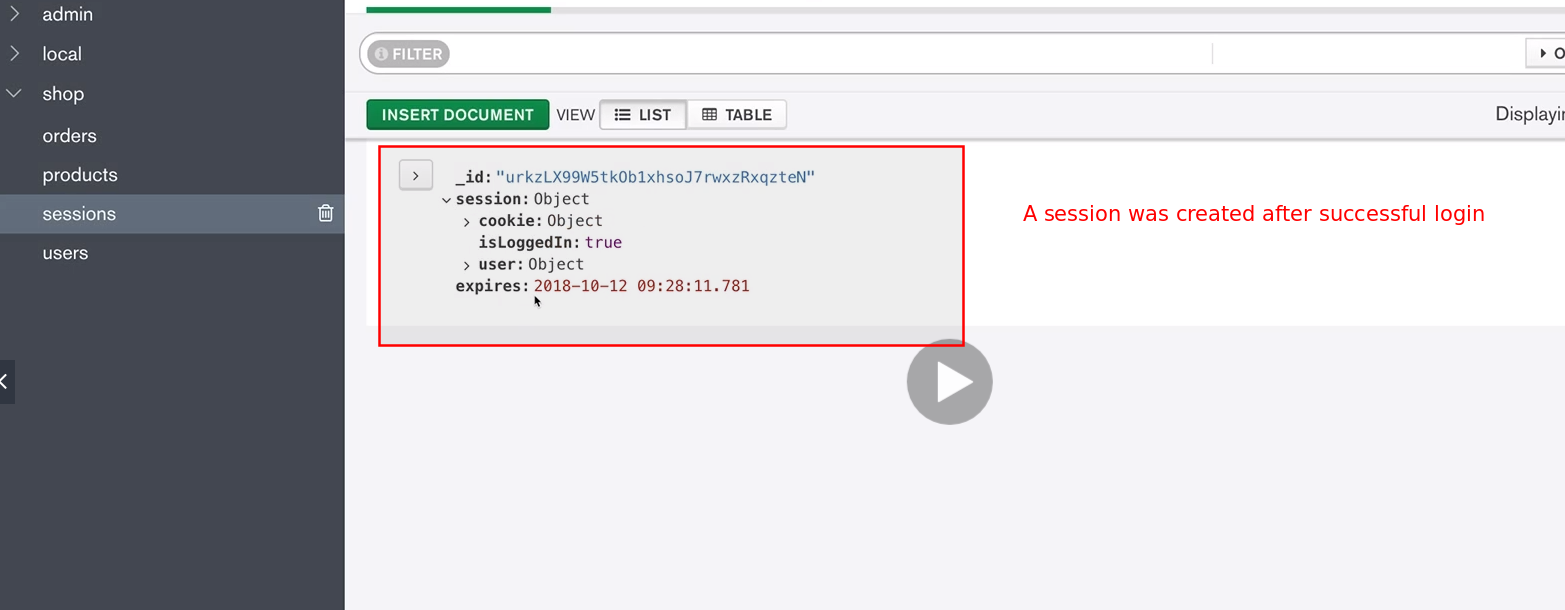 admin
local
shop
orders
products
sessions
users
FILTER
INSERT DOCUMENT VIEW LIST TABLE
_id: "urkzLX99W5tkOb1xhsoJ7rwxzRxqzteN"
session: Object
cookie: Object
isLoggedIn: true
user: Object
expires: 2018-10-12 09:28:11.781
A session was created after successful login